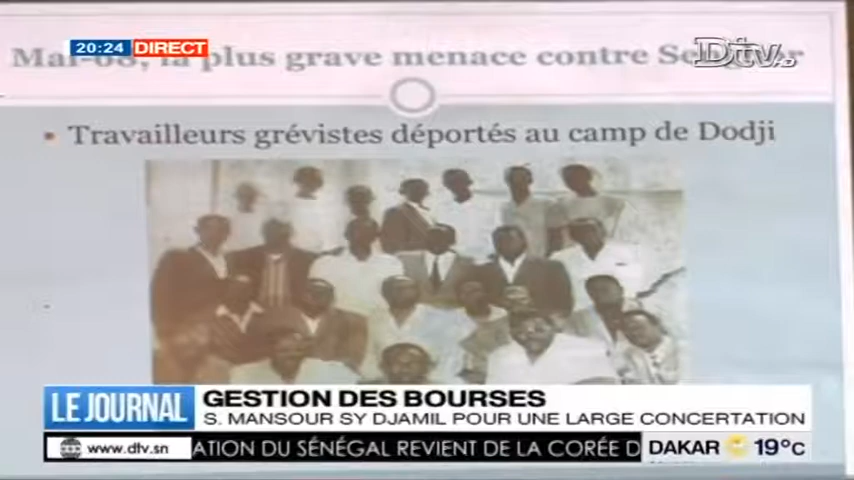 20:24 DIRECT
Dtv
Mai-68, la plus grave menace contre
• Travailleurs grévistes déportés au camp de Dodji
LE JOURNAL
GESTION DES BOURSES
S. MANSOUR SY DJAMIL POUR UNE LARGE CONCERTATION
www.dtv.sn
ATION DU SÉNÉGAL REVIENT DE LA CORÉE D
DAKAR 19°C